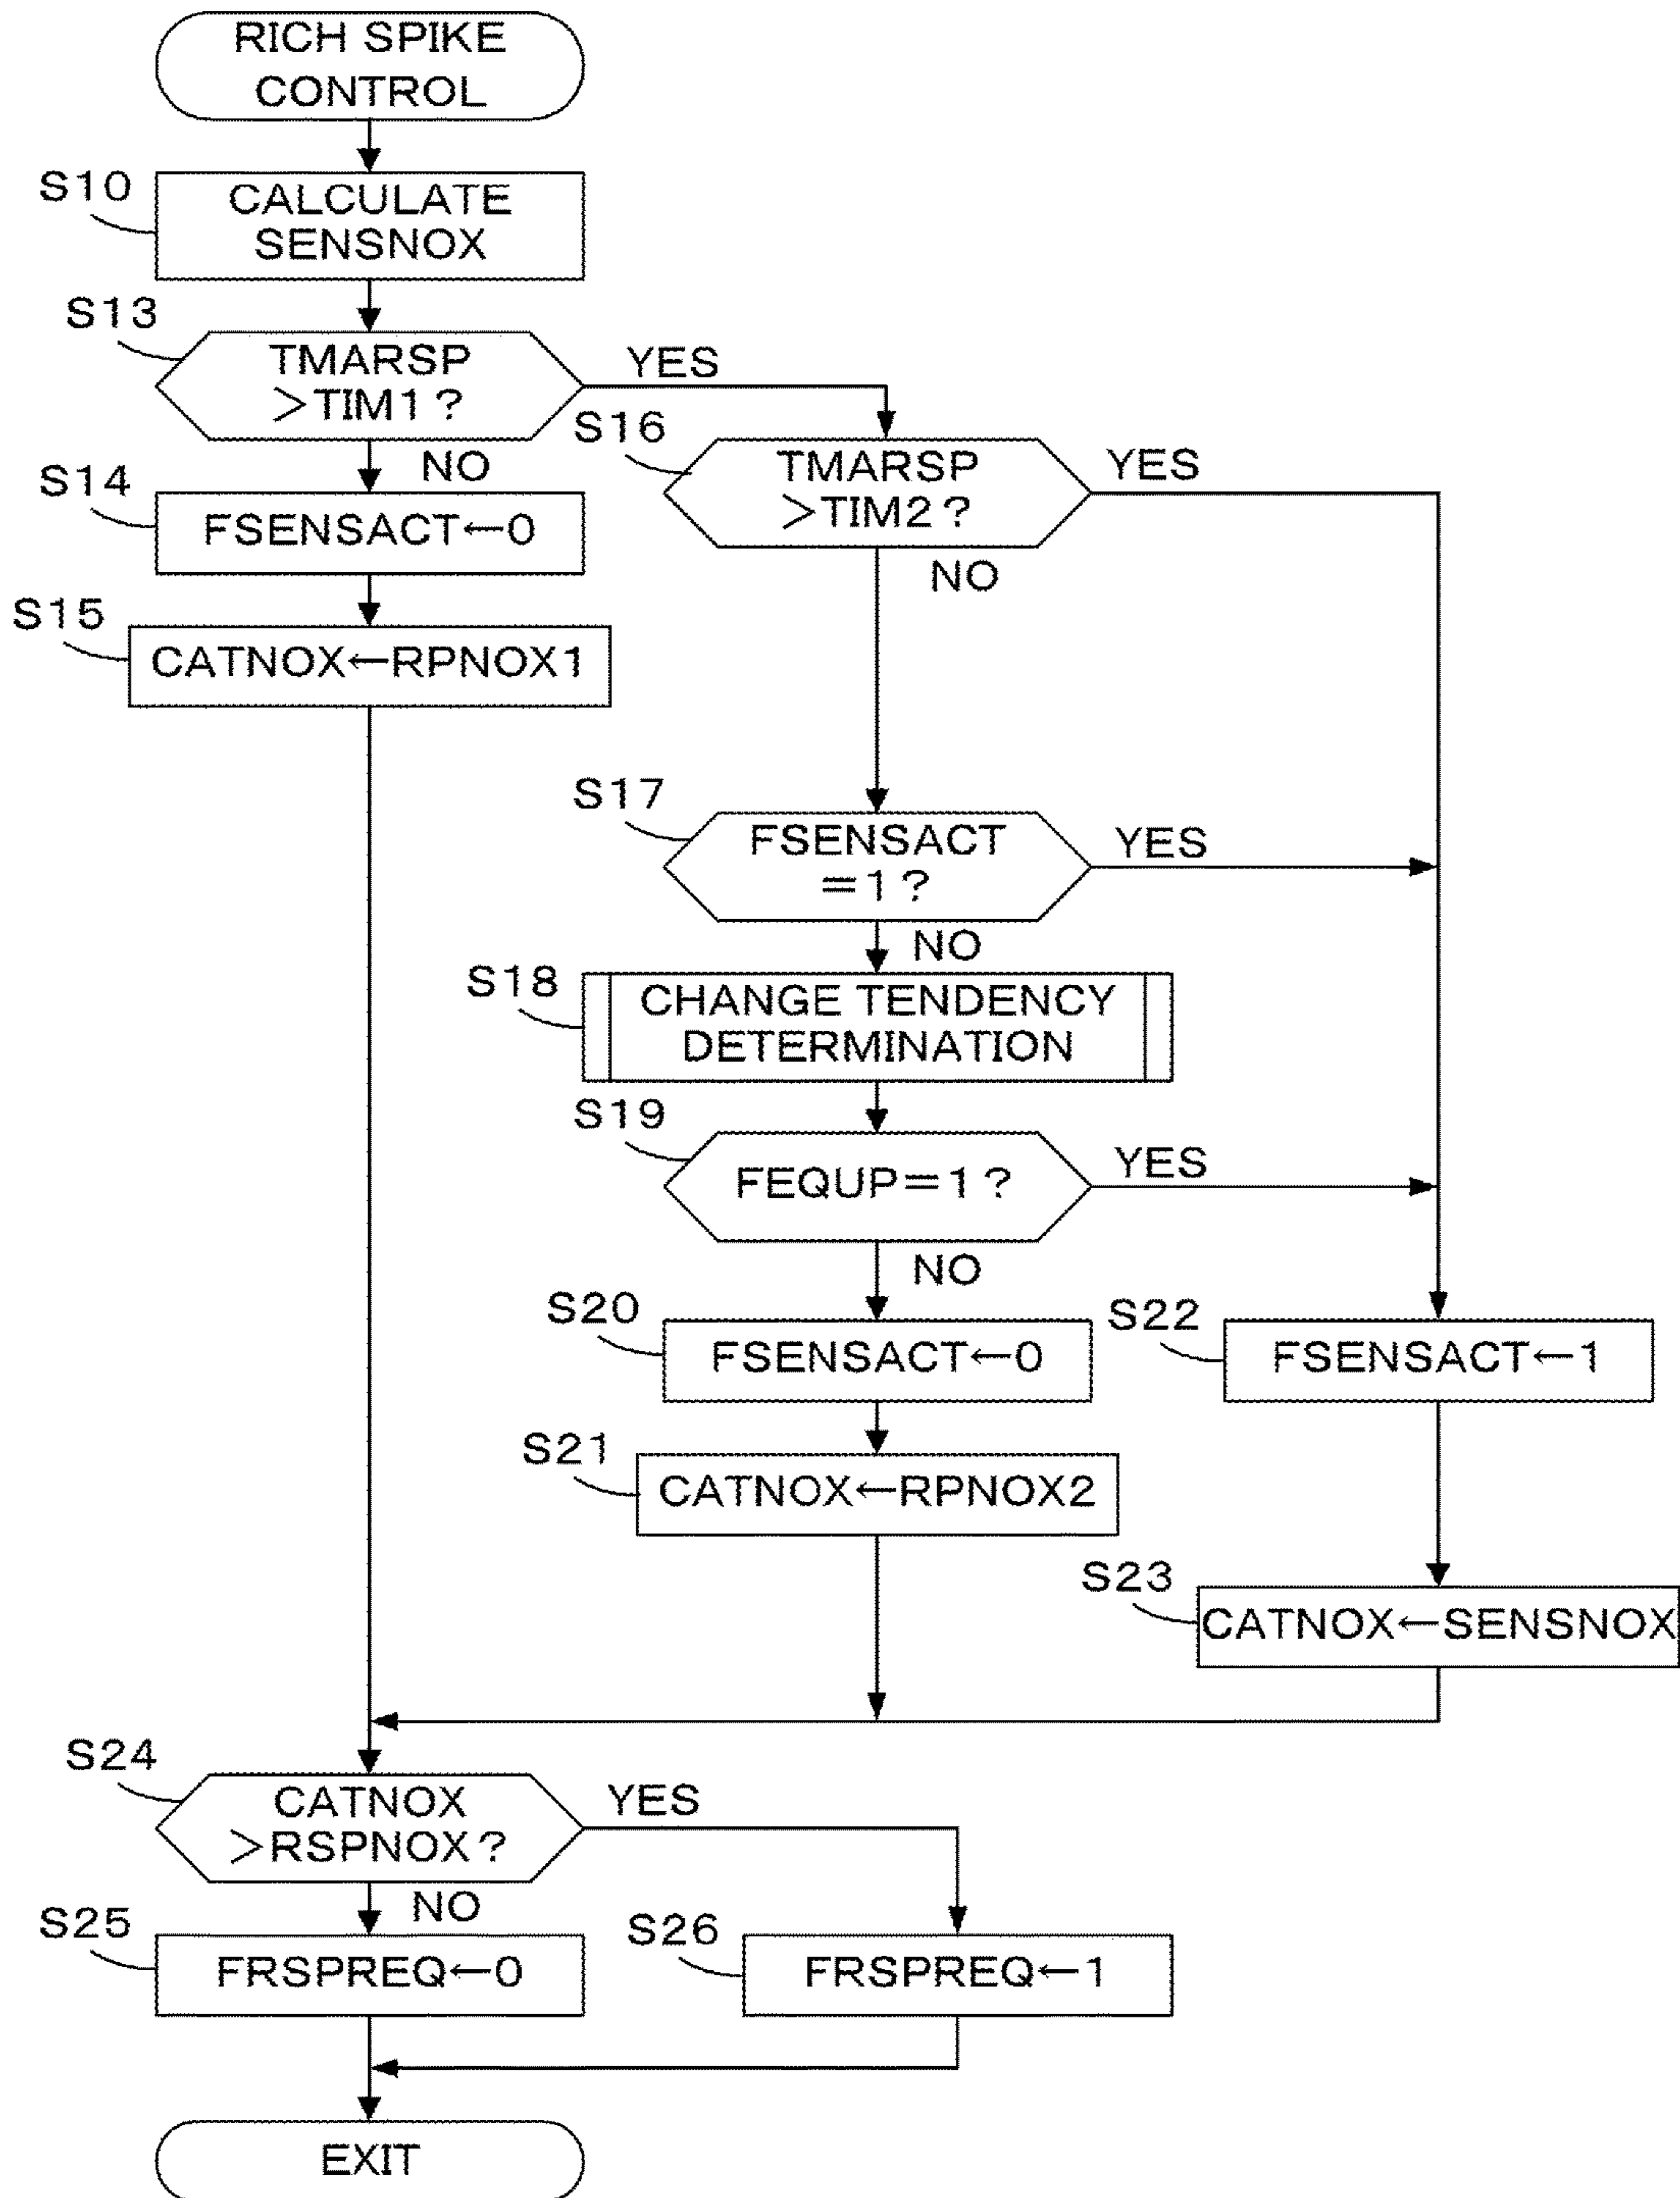 RICH SPIKE
CONTROL
S10
CALCULATE
SENSNOX
S13
TMARSP
>TIM1?
YES
NO
S14
FSENSACT←0
S15
CATNOX←RPNOX1
S16
TMARSP
>TIM2?
YES
NO
S17
FSENSACT
=1?
YES
NO
S18
CHANGE TENDENCY
DETERMINATION
S19
FEQUP=1?
YES
NO
S20
FSENSACT←0
S21
CATNOX←RPNOX2
S22
FSENSACT←1
S23
CATNOX←SENSNOX
S24
CATNOX
>RSPNOX?
YES
NO
S25
FRSPREQ←0
S26
FRSPREQ←1
EXIT